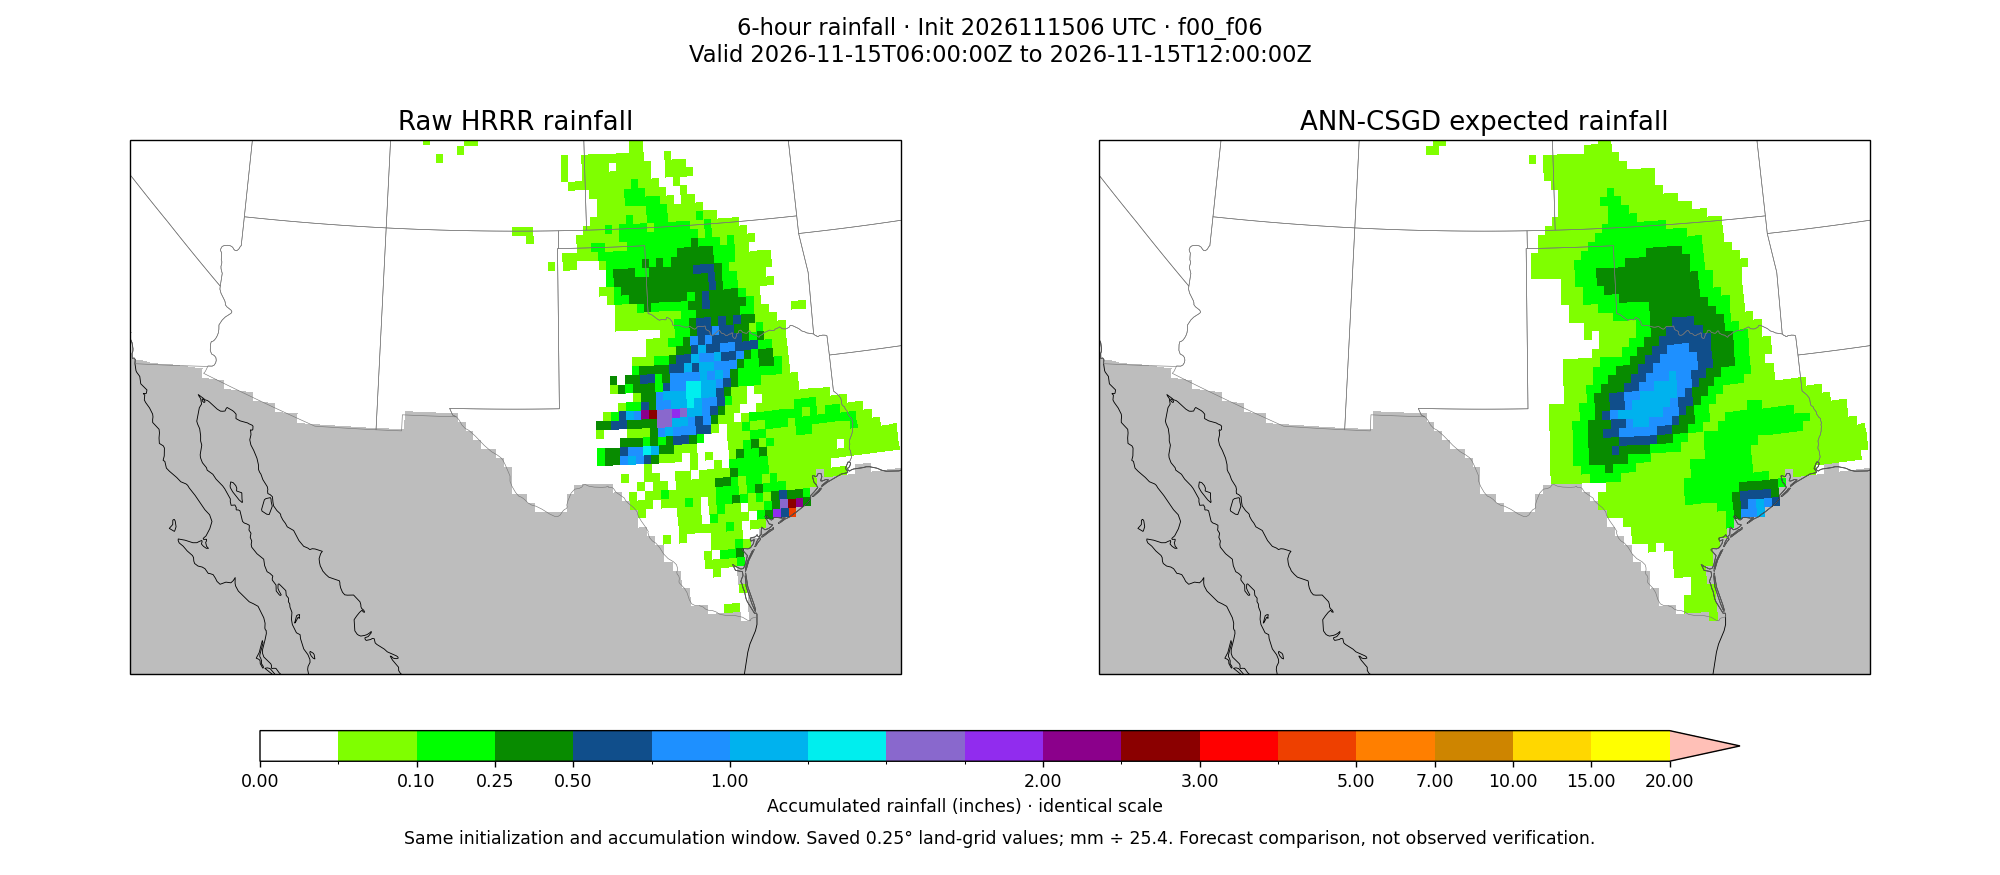 6-hour rainfall · Init 2026111506 UTC · f00_f06
Valid 2026-11-15T06:00:00Z to 2026-11-15T12:00:00Z
Raw HRRR rainfall
ANN-CSGD expected rainfall
0.00 0.10 0.25 0.50 1.00 2.00 3.00 5.00 7.00 10.00 15.00 20.00
Accumulated rainfall (inches) · identical scale
Same initialization and accumulation window. Saved 0.25° land-grid values; mm ÷ 25.4. Forecast comparison, not observed verification.